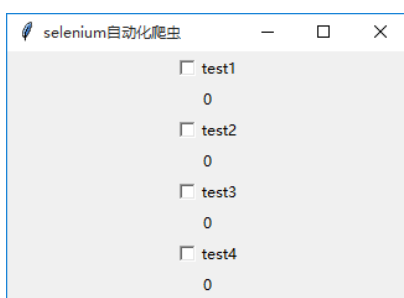 selenium自动化爬虫
test1
0
test2
0
test3
0
test4
0